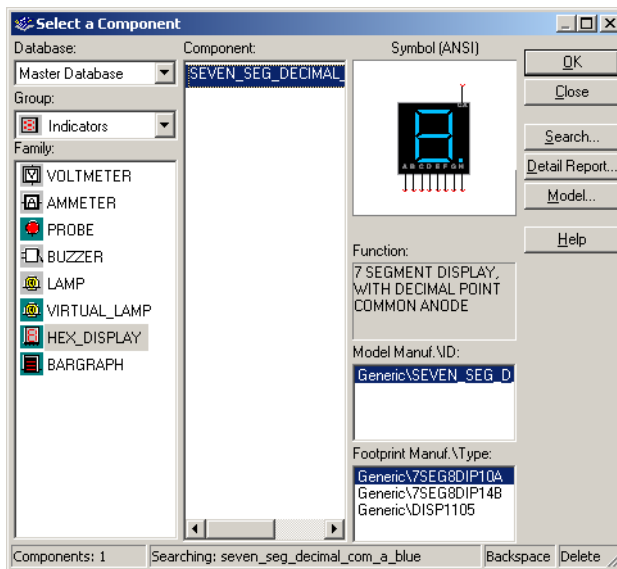 Select a Component
Database:
Master Database
Group:
Indicators
Family:
VOLTMETER
AMMETER
PROBE
BUZZER
LAMP
VIRTUAL_LAMP
HEX_DISPLAY
BARGRAPH
Component:
SEVEN_SEG_DECIMAL_
Symbol (ANSI)
CA
A B C D E F G H
Function:
7 SEGMENT DISPLAY,
WITH DECIMAL POINT
COMMON ANODE
Model Manuf.\ID:
Generic\SEVEN_SEG_D
Footprint Manuf.\Type:
Generic\7SEG8DIP10A
Generic\7SEG8DIP14B
Generic\DISP1105
OK
Close
Search...
Detail Report...
Model...
Help
Components: 1
Searching: seven_seg_decimal_com_a_blue
Backspace
Delete